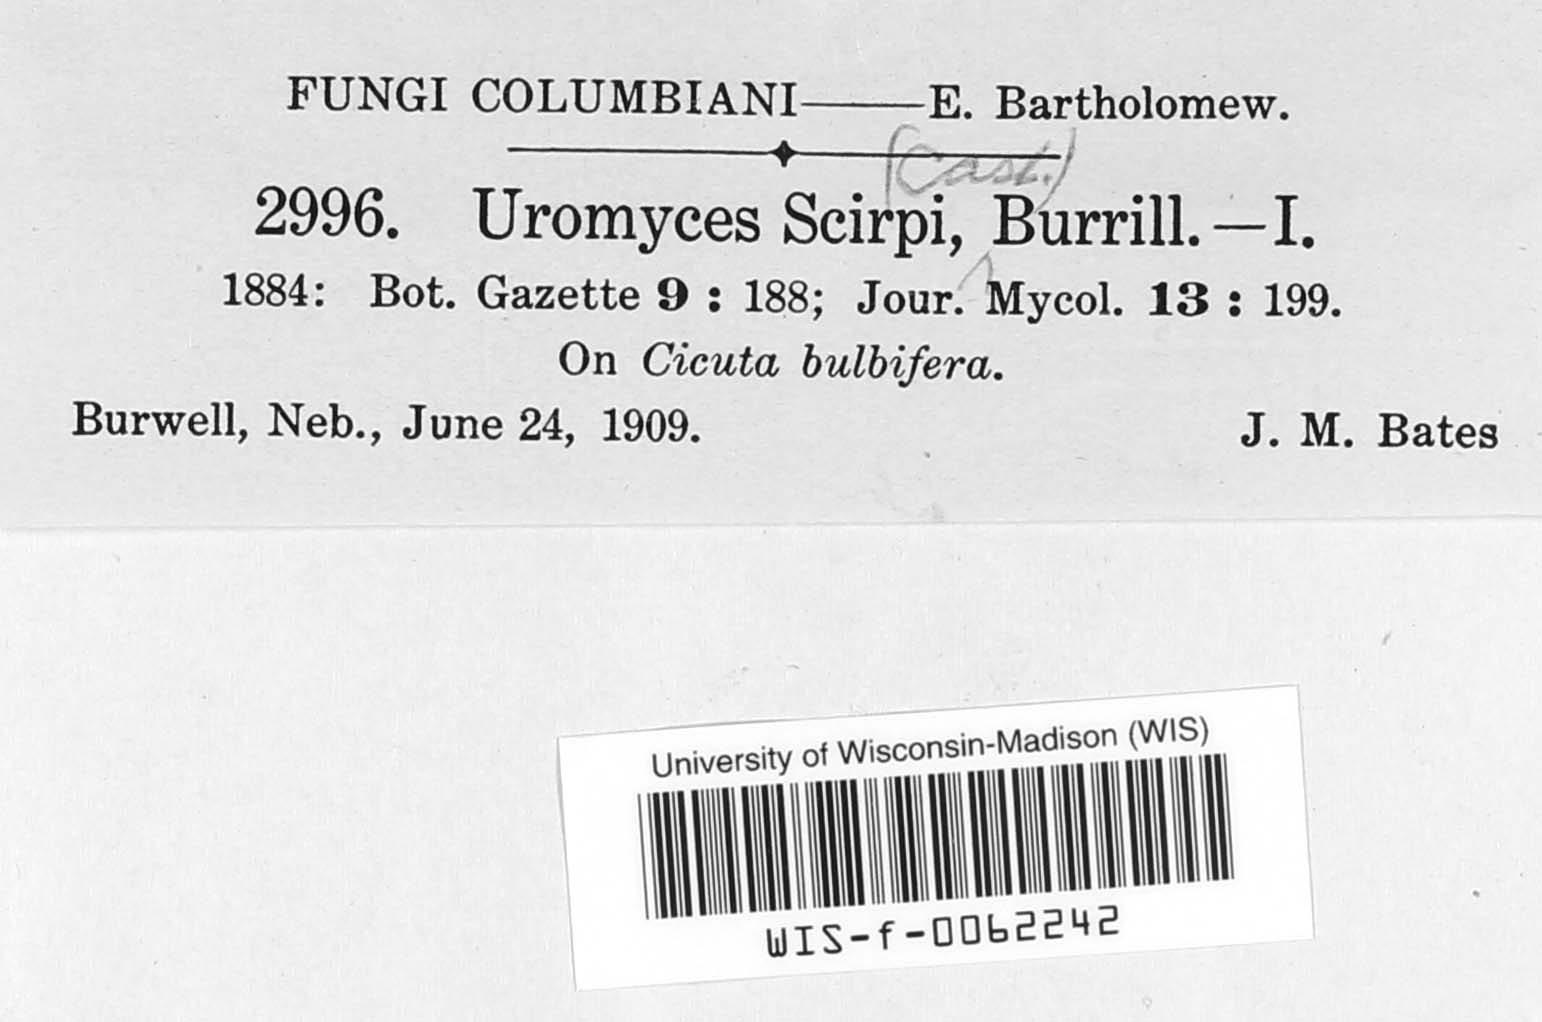 FUNGI COLUMBIANI——E. Bartholomew.
(Cast.)
2996. Uromyces Scirpi, Burrill.—I.
1884: Bot. Gazette 9 : 188; Jour. Mycol. 13 : 199.
On Cicuta bulbifera.
Burwell, Neb., June 24, 1909. J. M. Bates
University of Wisconsin-Madison (WIS)
WIS-f-0062242